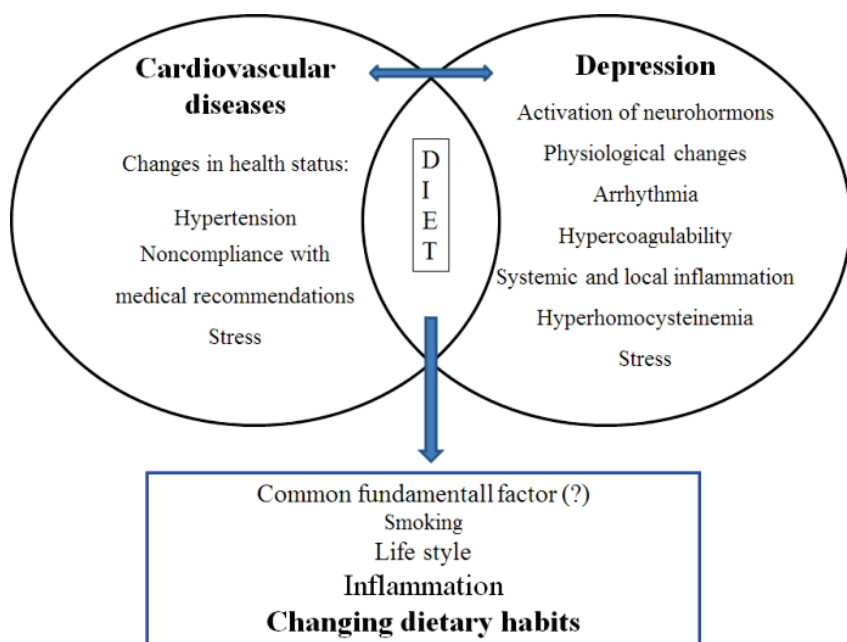 Cardiovascular
diseases
Changes in health status:
Hypertension
Noncompliance with
medical recommendations
Stress
D
I
E
T
Depression
Activation of neurohormons
Physiological changes
Arrhythmia
Hypercoagulability
Systemic and local inflammation
Hyperhomocysteinemia
Stress
Common fundamentall factor (?)
Smoking
Life style
Inflammation
Changing dietary habits